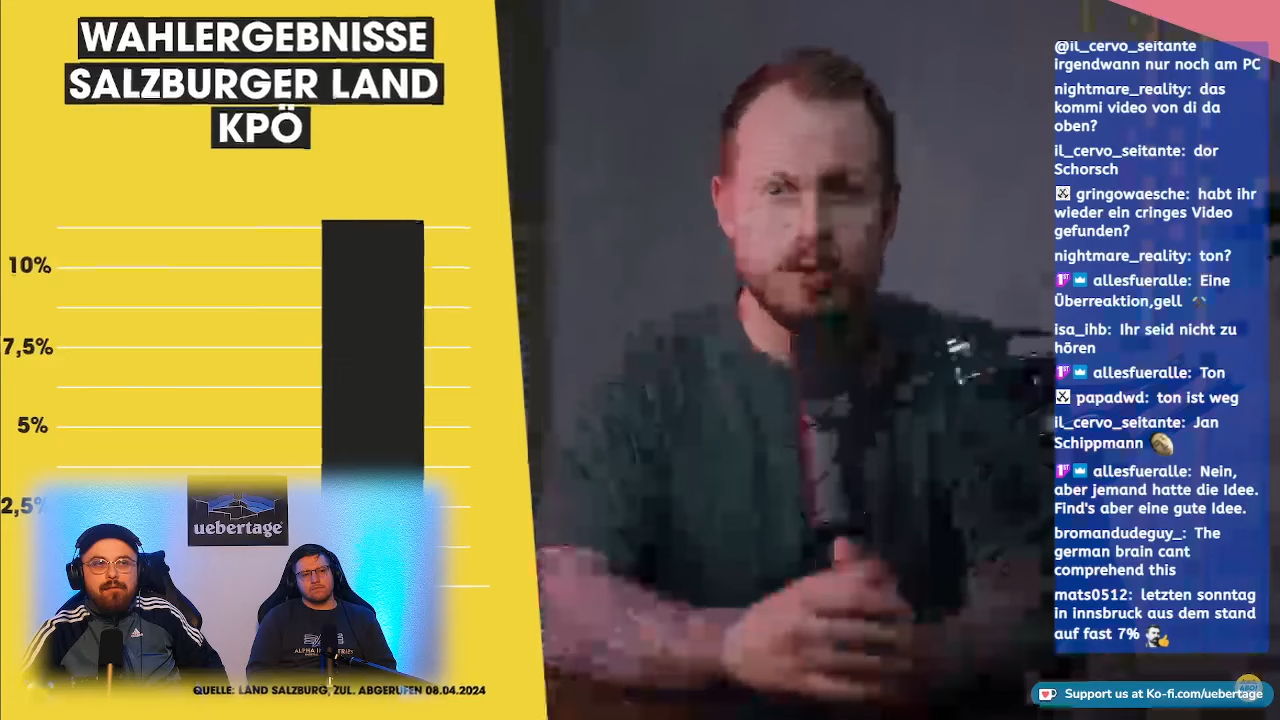 WAHLERGEBNISSE
SALZBURGER LAND
KPÖ
10%
7,5%
5%
2,5%
uebertage
QUELLE: LAND SALZBURG, ZUL. ABGERUFEN 08.04.2024
@il_cervo_seitante
irgendwann nur noch am PC
nightmare_reality: das
kommi video von di da
oben?
il_cervo_seitante: dor
Schorsch
gringowaesche: habt ihr
wieder ein cringes Video
gefunden?
nightmare_reality: ton?
1ST allesfueralle: Eine
Überreaktion,gell
isa_ihb: Ihr seid nicht zu
hören
1ST allesfueralle: Ton
papadwd: ton ist weg
il_cervo_seitante: Jan
Schippmann
1ST allesfueralle: Nein,
aber jemand hatte die Idee.
Find's aber eine gute Idee.
bromandudeguy_: The
german brain cant
comprehend this
mats0512: letzten sonntag
in innsbruck aus dem stand
auf fast 7%
Support us at Ko-fi.com/uebertage